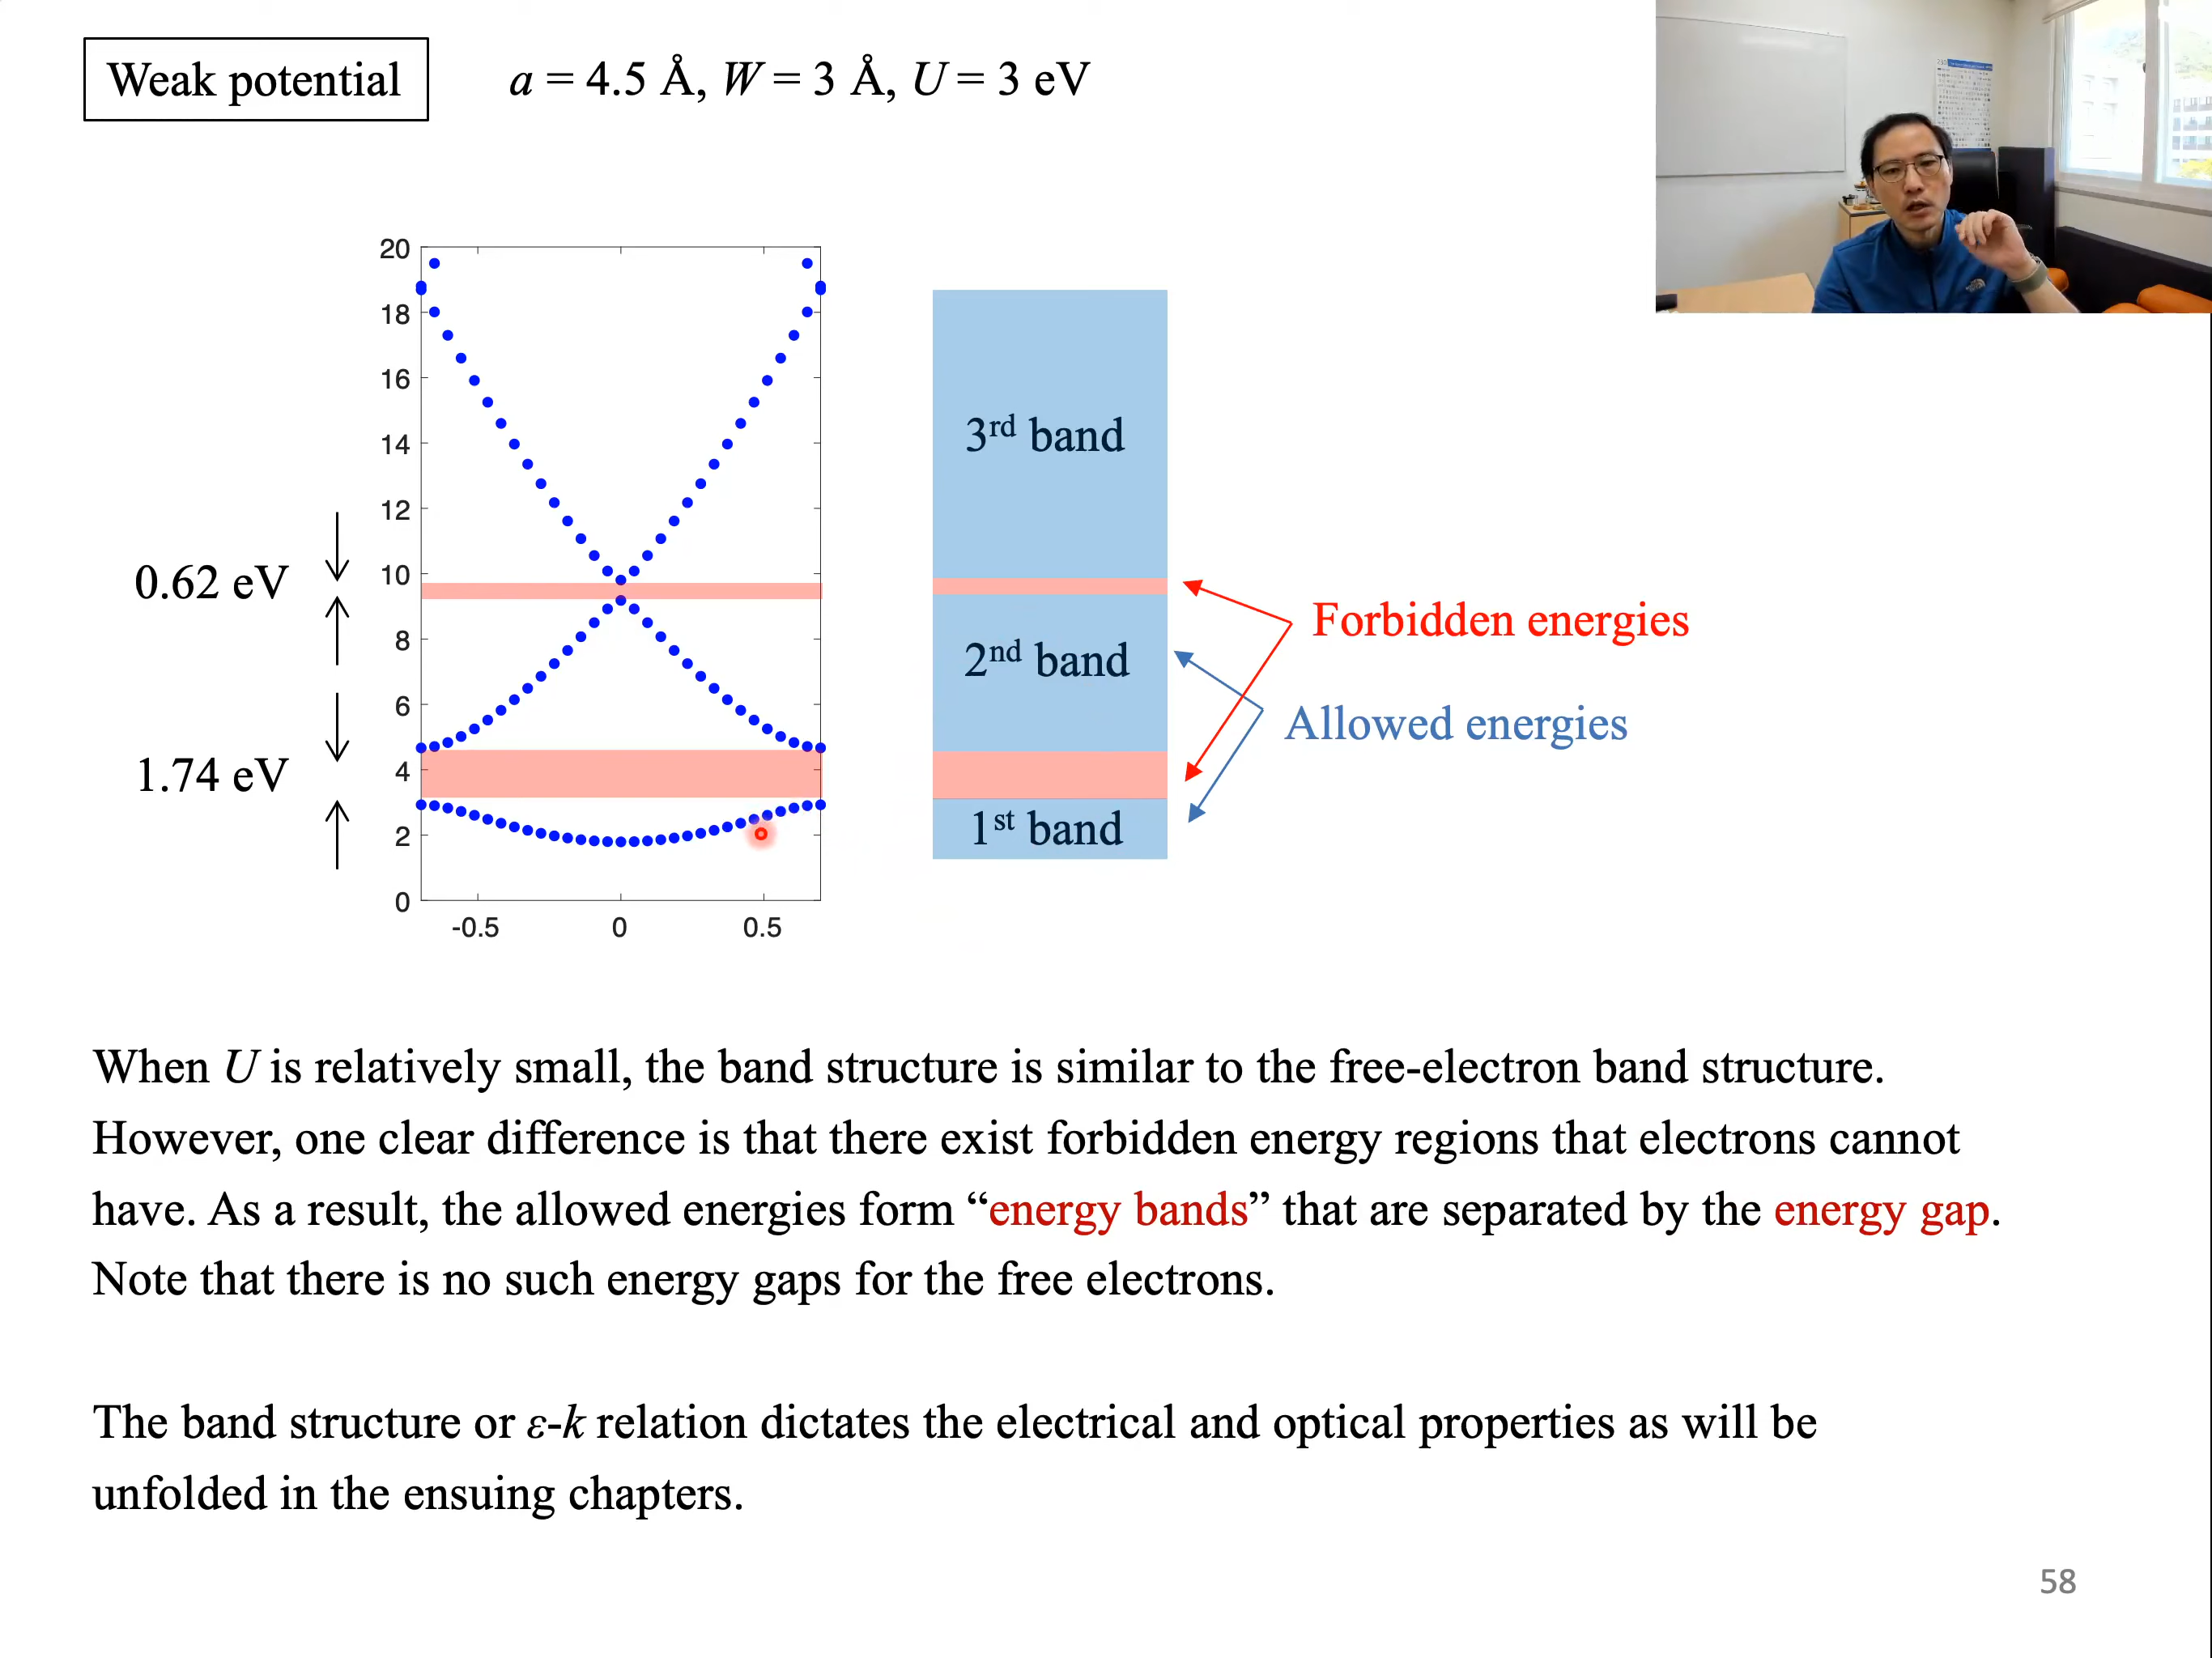 Weak potential
a = 4.5 Å, W = 3 Å, U = 3 eV
20
18
16
14
12
10
8
6
4
2
0
-0.5 0 0.5
0.62 eV
1.74 eV
3rd band
2nd band
1st band
Forbidden energies
Allowed energies
When U is relatively small, the band structure is similar to the free-electron band structure.
However, one clear difference is that there exist forbidden energy regions that electrons cannot
have. As a result, the allowed energies form “energy bands” that are separated by the energy gap.
Note that there is no such energy gaps for the free electrons.
The band structure or ε-k relation dictates the electrical and optical properties as will be
unfolded in the ensuing chapters.
58